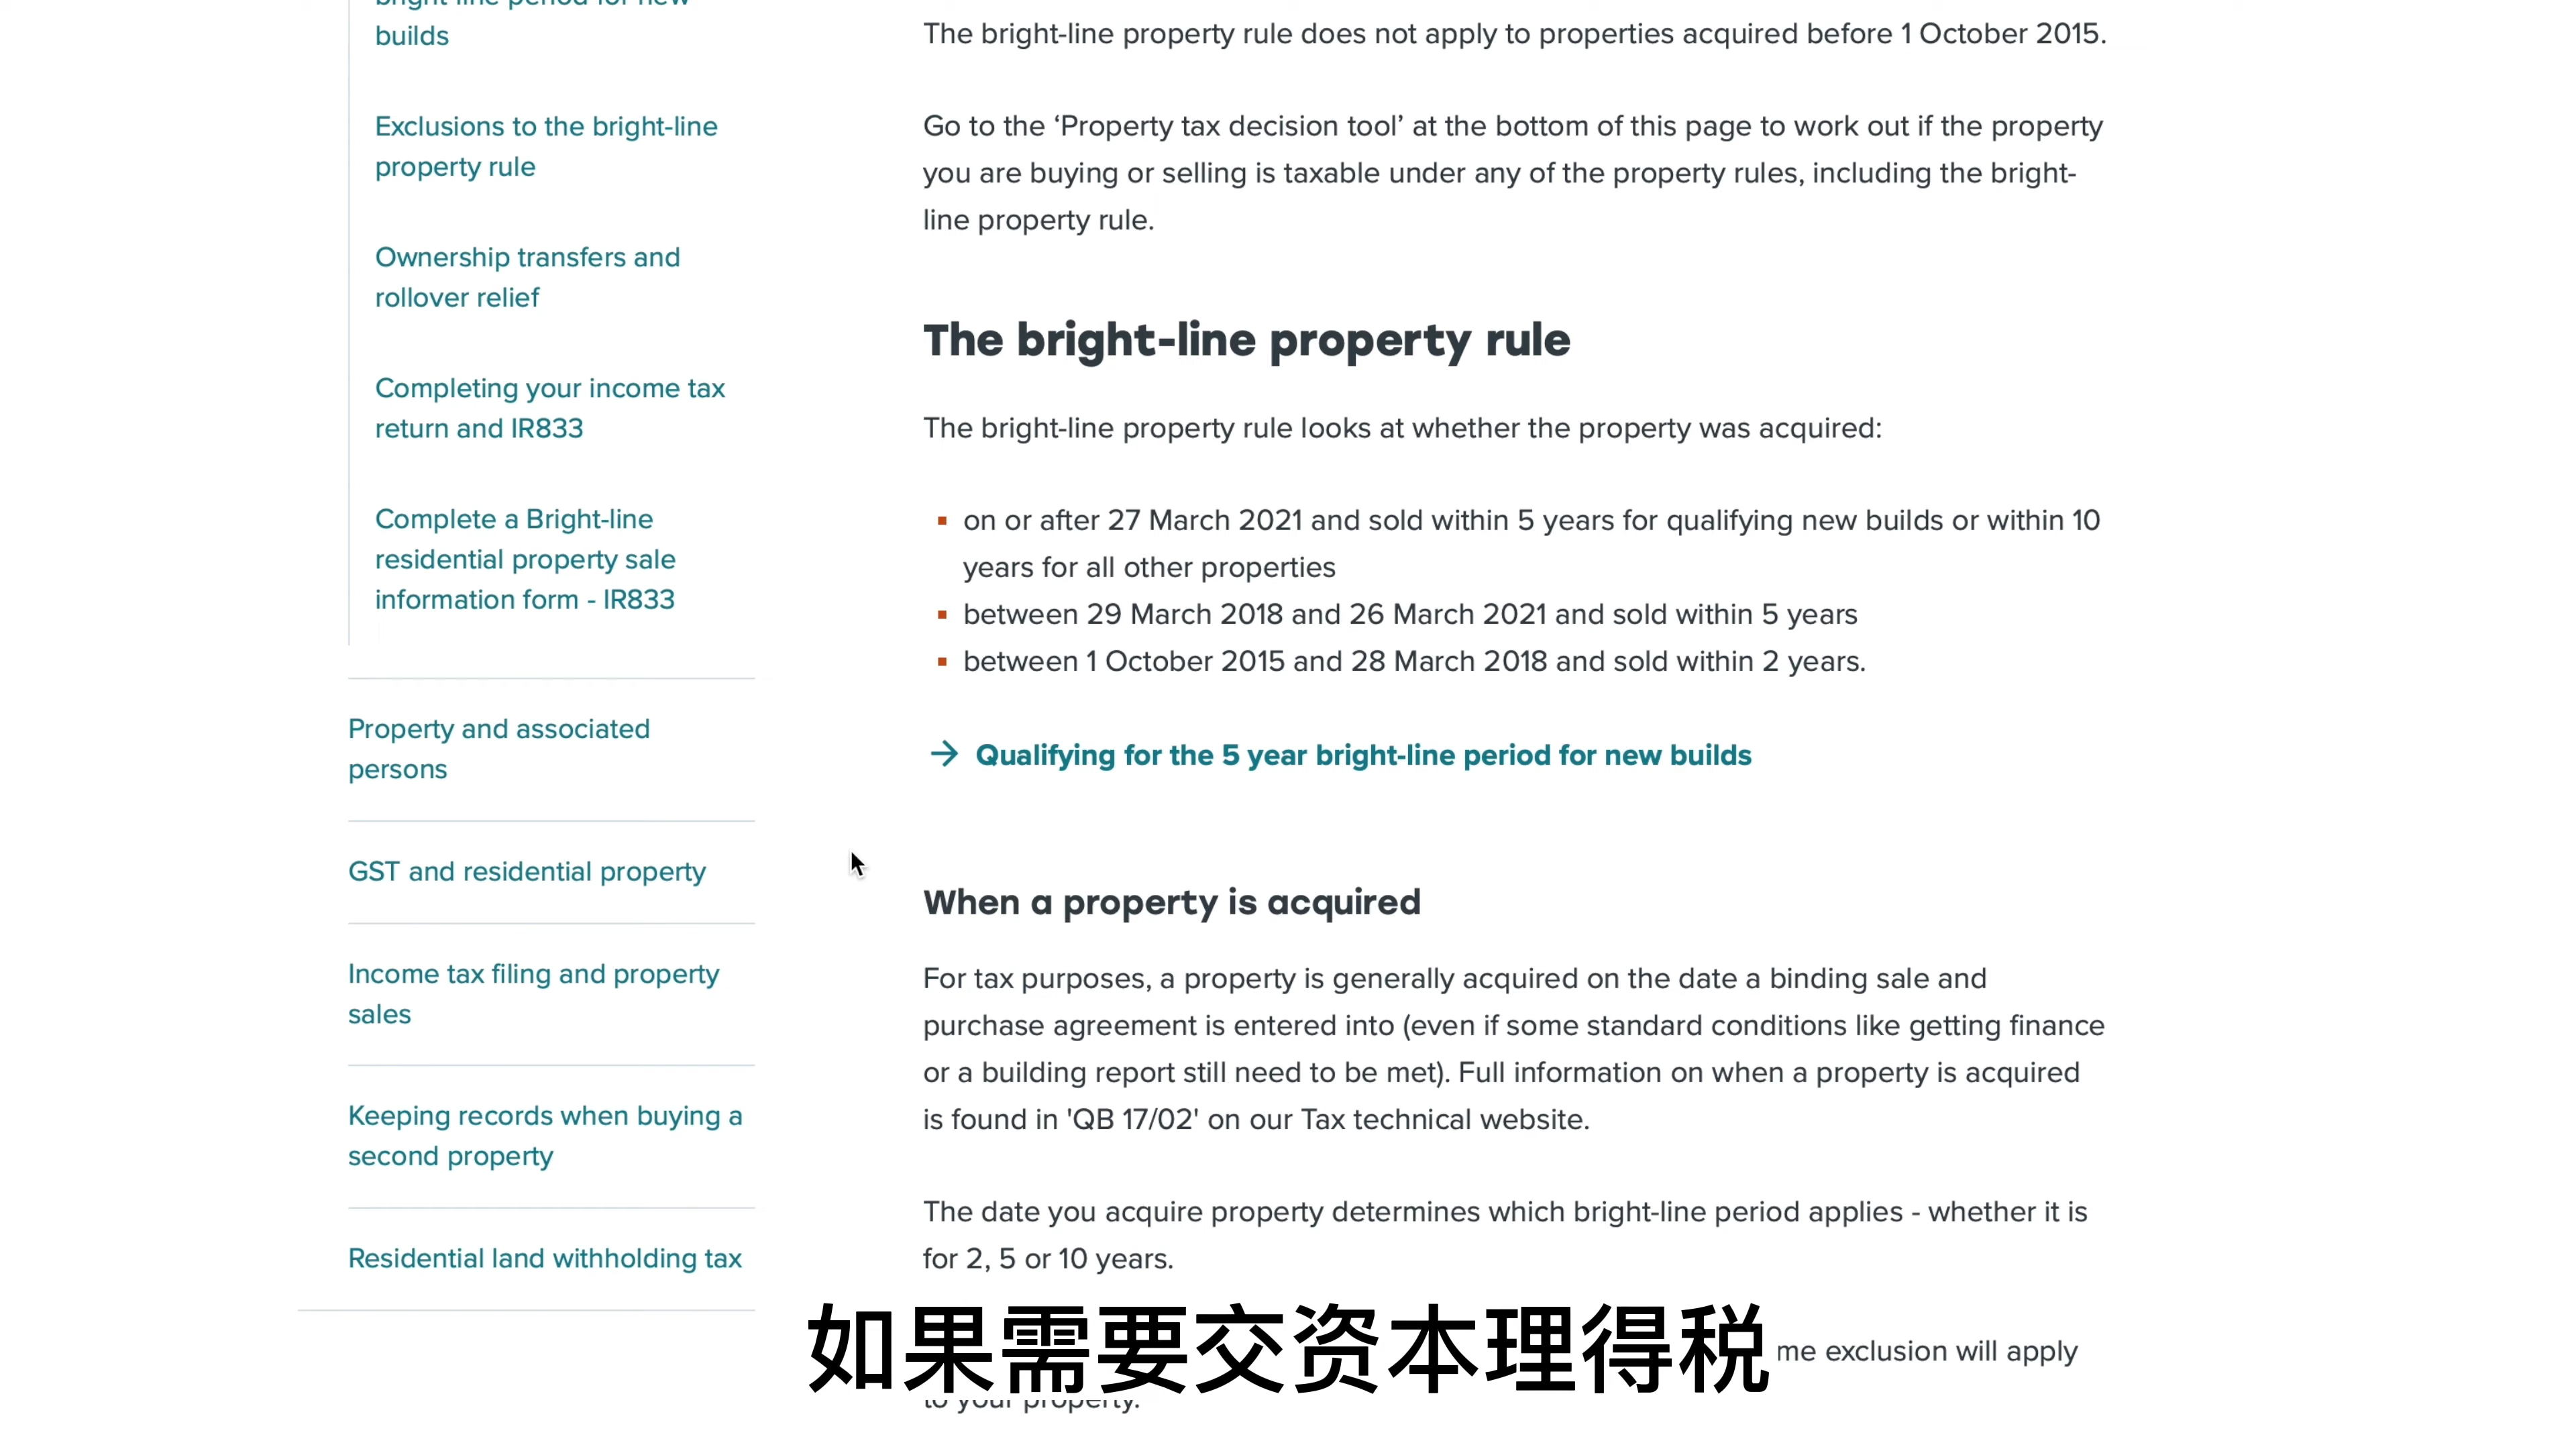 bright-line period for new
builds
Exclusions to the bright-line
property rule
Ownership transfers and
rollover relief
Completing your income tax
return and IR833
Complete a Bright-line
residential property sale
information form - IR833
Property and associated
persons
GST and residential property
Income tax filing and property
sales
Keeping records when buying a
second property
Residential land withholding tax
The bright-line property rule does not apply to properties acquired before 1 October 2015.
Go to the ‘Property tax decision tool’ at the bottom of this page to work out if the property
you are buying or selling is taxable under any of the property rules, including the bright-
line property rule.
The bright-line property rule
The bright-line property rule looks at whether the property was acquired:
on or after 27 March 2021 and sold within 5 years for qualifying new builds or within 10
years for all other properties
between 29 March 2018 and 26 March 2021 and sold within 5 years
between 1 October 2015 and 28 March 2018 and sold within 2 years.
→ Qualifying for the 5 year bright-line period for new builds
When a property is acquired
For tax purposes, a property is generally acquired on the date a binding sale and
purchase agreement is entered into (even if some standard conditions like getting finance
or a building report still need to be met). Full information on when a property is acquired
is found in 'QB 17/02' on our Tax technical website.
The date you acquire property determines which bright-line period applies - whether it is
for 2, 5 or 10 years.
me exclusion will apply
to your property.
如果需要交资本理得税